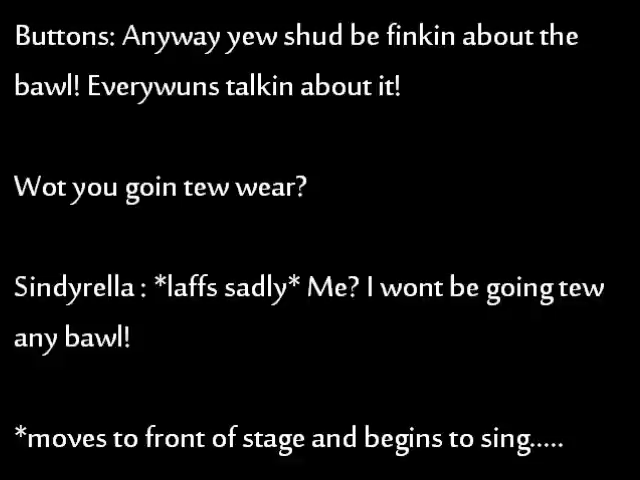 Buttons: Anyway yew shud be finkin about the
bawl! Everywuns talkin about it!
Wot you goin tew wear?
Sindyrella : *laffs sadly* Me? I wont be going tew
any bawl!
*moves to front of stage and begins to sing.....